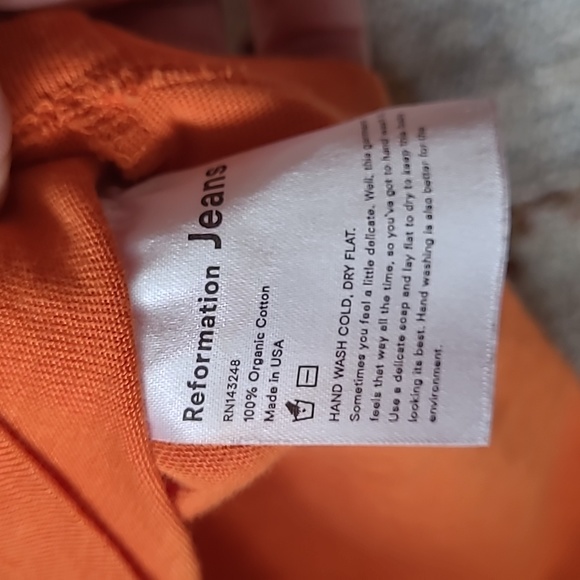 Reformation Jeans
RN143248
100% Organic Cotton
Made in USA
HAND WASH COLD, DRY FLAT.
Sometimes you feel a little delicate. Well, this garment
feels that way all the time, so you've got to hand wash.
Use a delicate soap and lay flat to dry to keep this item
looking its best. Hand washing is also better for the
environment.